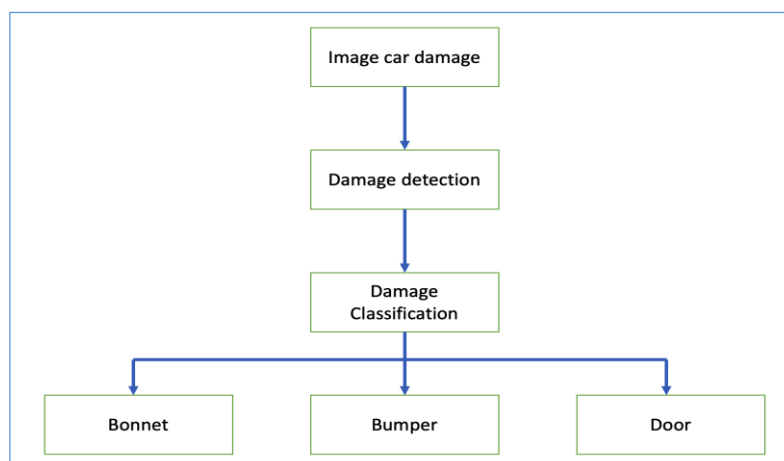 Image car damage
Damage detection
Damage
Classification
Bonnet
Bumper
Door